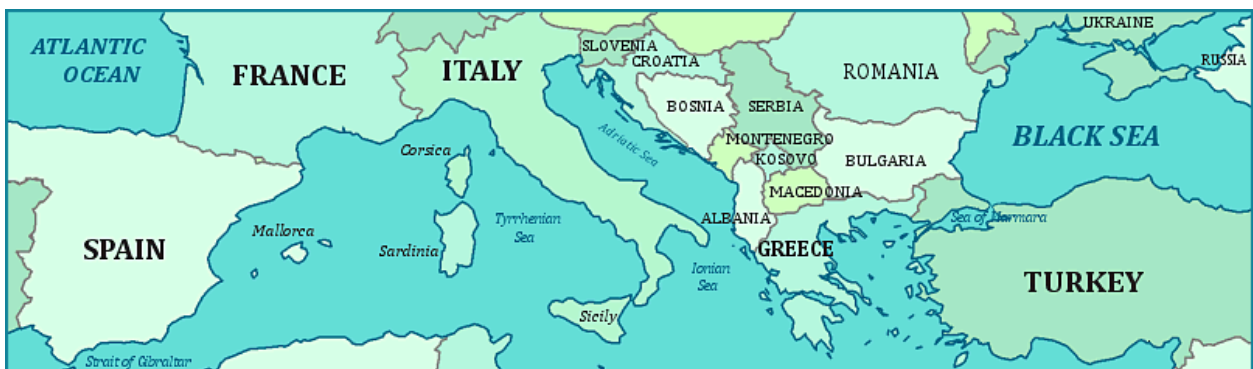 ATLANTIC
OCEAN
FRANCE
ITALY
SLOVENIA
CROATIA
ROMANIA
UKRAINE
RUSSIA
BOSNIA
SERBIA
BLACK SEA
Adriatic Sea
MONTENEGRO
KOSOVO
BULGARIA
Corsica
MACEDONIA
ALBANIA
Sea of Marmara
Mallorca
Sardinia
Tyrrhenian
Sea
SPAIN
GREECE
Ionian
Sea
TURKEY
Sicily
Strait of Gibraltar